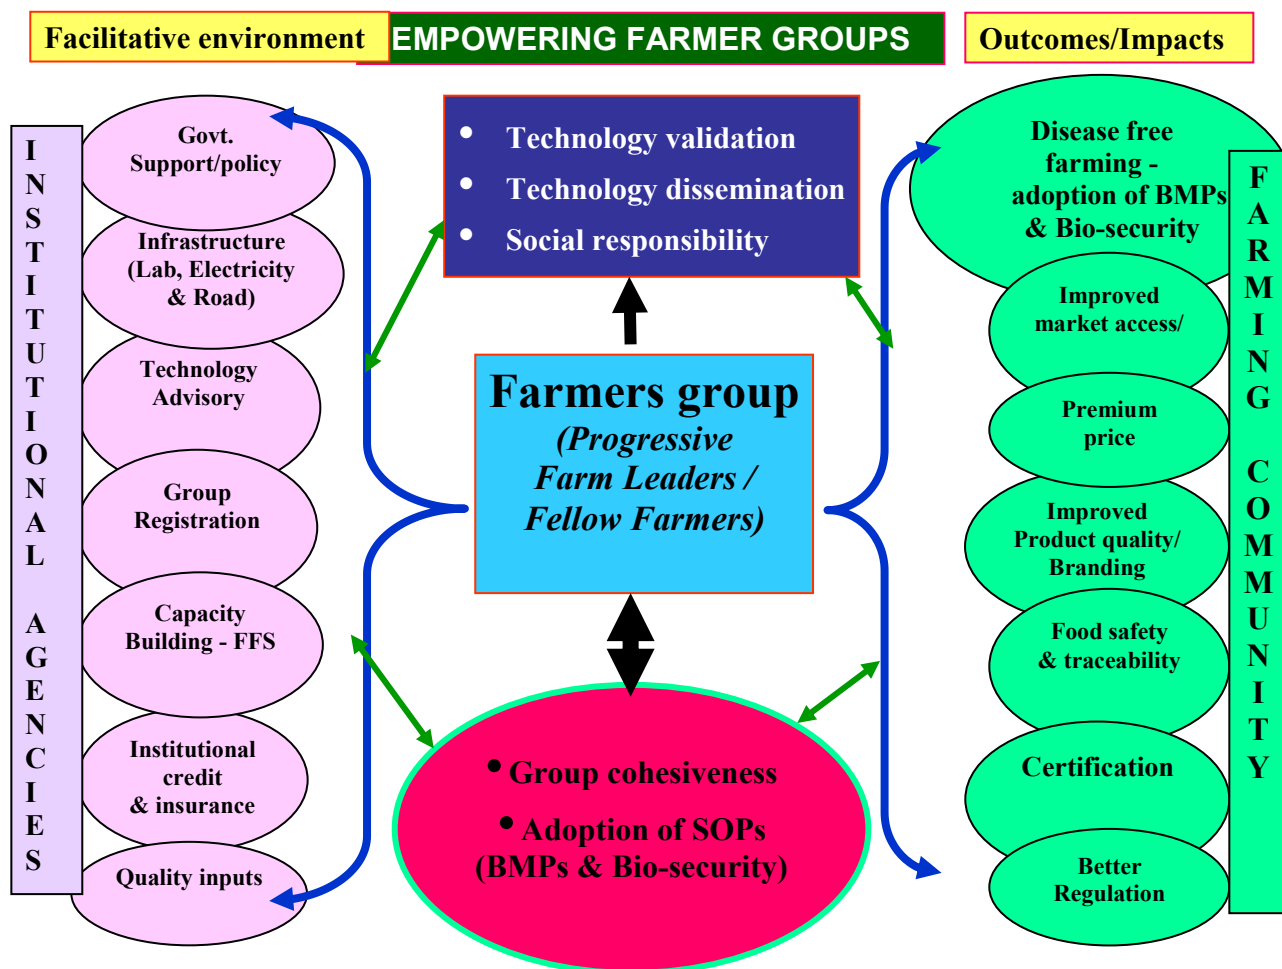 Facilitative environment
EMPOWERING FARMER GROUPS
Outcomes/Impacts
INSTITUTIONAL AGENCIES
Govt.
Support/policy
Infrastructure
(Lab, Electricity
& Road)
Technology
Advisory
Group
Registration
Capacity
Building - FFS
Institutional
credit
& insurance
Quality inputs
• Technology validation
• Technology dissemination
• Social responsibility
Farmers group
(Progressive
Farm Leaders /
Fellow Farmers)
• Group cohesiveness
• Adoption of SOPs
(BMPs & Bio-security)
Disease free
farming -
adoption of BMPs
& Bio-security
Improved
market access/
Premium
price
Improved
Product quality/
Branding
Food safety
& traceability
Certification
Better
Regulation
FARMING COMMUNITY